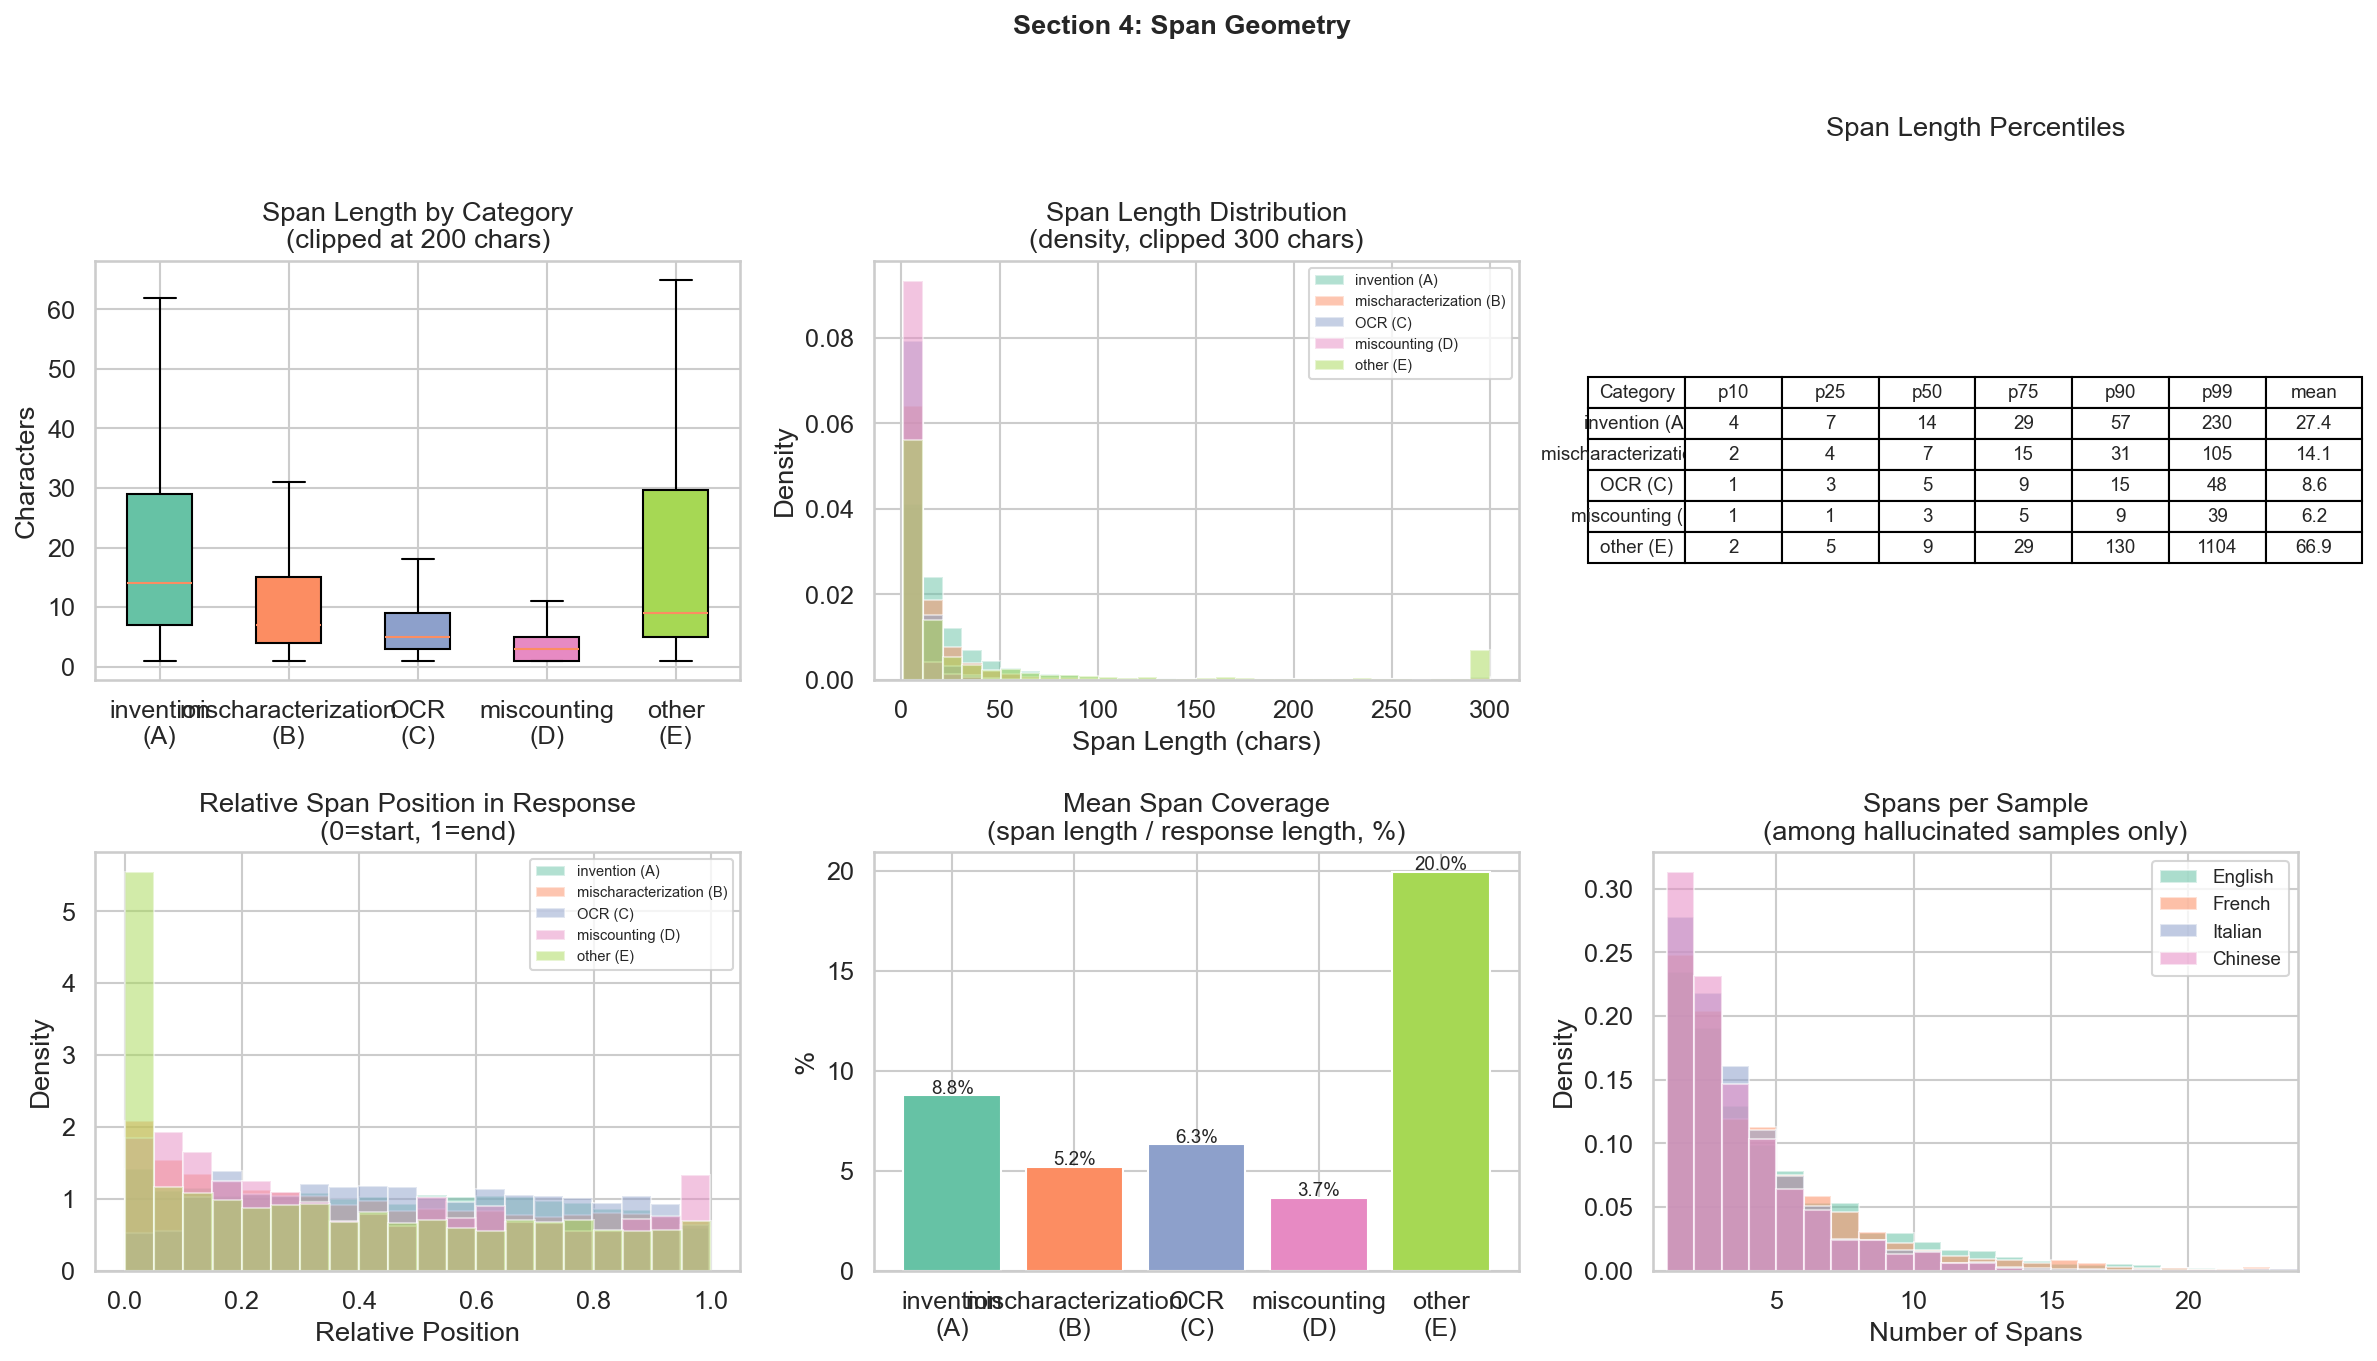 Section 4: Span Geometry
Span Length by Category
(clipped at 200 chars)
Characters
60
50
40
30
20
10
0
invention
(A)
mischaracterization
(B)
OCR
(C)
miscounting
(D)
other
(E)
Span Length Distribution
(density, clipped 300 chars)
Density
0.08
0.06
0.04
0.02
0.00
invention (A)
mischaracterization (B)
OCR (C)
miscounting (D)
other (E)
0 50 100 150 200 250 300
Span Length (chars)
Span Length Percentiles
Category p10 p25 p50 p75 p90 p99 mean
invention (A 4 7 14 29 57 230 27.4
mischaracterizati 2 4 7 15 31 105 14.1
OCR (C) 1 3 5 9 15 48 8.6
miscounting ( 1 1 3 5 9 39 6.2
other (E) 2 5 9 29 130 1104 66.9
Relative Span Position in Response
(0=start, 1=end)
Density
5
4
3
2
1
0
invention (A)
mischaracterization (B)
OCR (C)
miscounting (D)
other (E)
0.0 0.2 0.4 0.6 0.8 1.0
Relative Position
Mean Span Coverage
(span length / response length, %)
%
20
15
10
5
0
8.8%
5.2%
6.3%
3.7%
20.0%
invention
(A)
mischaracterization
(B)
OCR
(C)
miscounting
(D)
other
(E)
Spans per Sample
(among hallucinated samples only)
Density
0.30
0.25
0.20
0.15
0.10
0.05
0.00
English
French
Italian
Chinese
5 10 15 20
Number of Spans